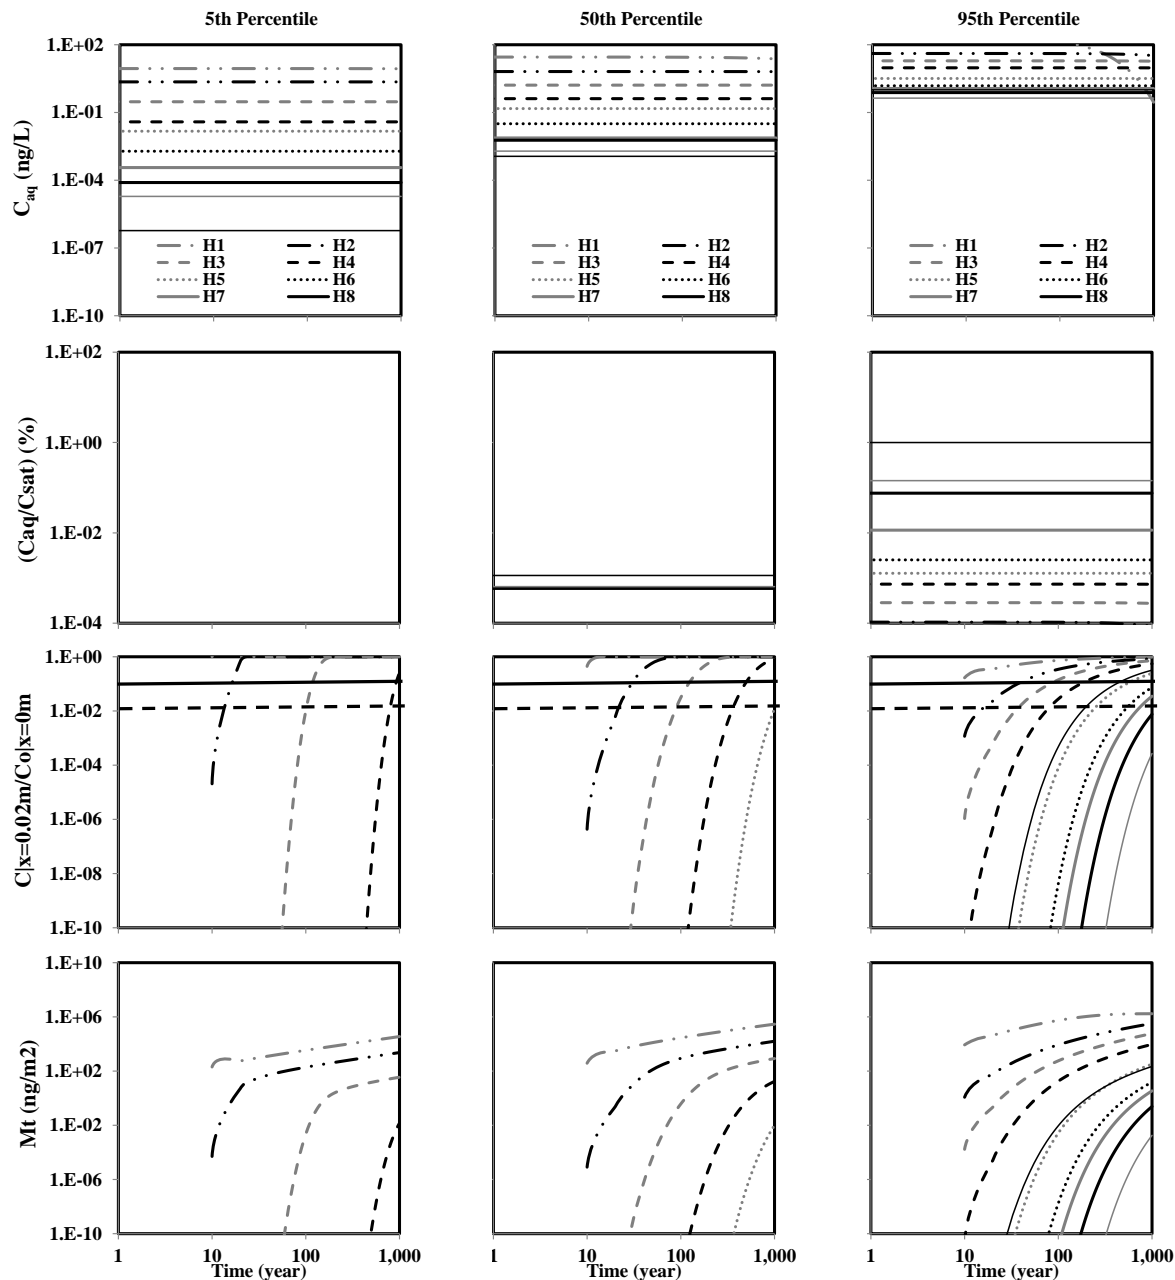 5th Percentile 50th Percentile 95th Percentile
C_aq (ng/L)
1.E+02
1.E-01
1.E-04
1.E-07
1.E-10
H1 H2
H3 H4
H5 H6
H7 H8
H1 H2
H3 H4
H5 H6
H7 H8
H1 H2
H3 H4
H5 H6
H7 H8
(Caq/Csat) (%)
1.E+02
1.E+00
1.E-02
1.E-04
C|x=0.02m/Co|x=0m
1.E+00
1.E-02
1.E-04
1.E-06
1.E-08
1.E-10
Mt (ng/m2)
1.E+10
1.E+06
1.E+02
1.E-02
1.E-06
1.E-10
1 10 100 1,000
1 10 100 1,000
1 10 100 1,000
Time (year) Time (year) Time (year)